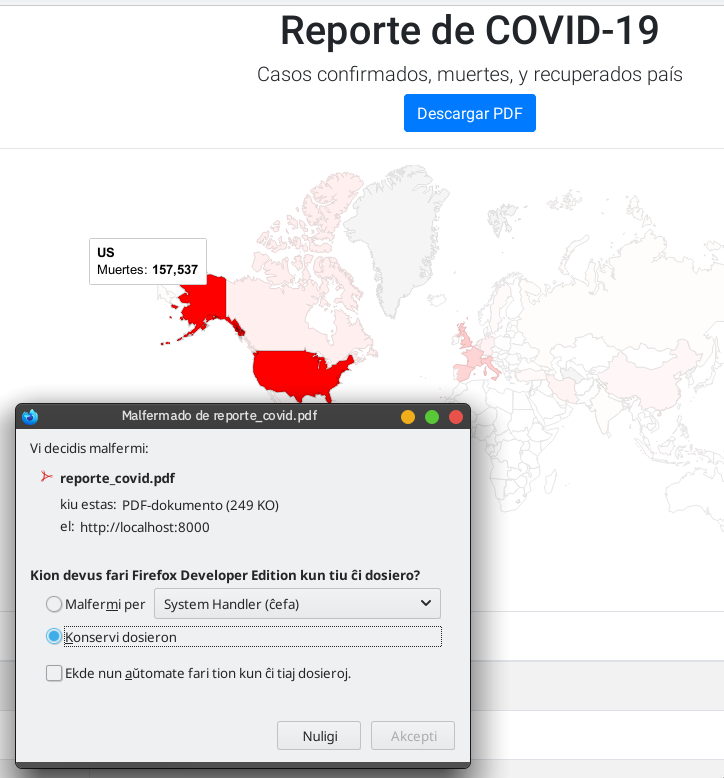 Reporte de COVID-19
Casos confirmados, muertes, y recuperados país
Descargar PDF
US
Muertes: 157,537
Malfermado de reporte_covid.pdf
Vi decidis malfermi:
reporte_covid.pdf
kiu estas: PDF-dokumento (249 KO)
el: http://localhost:8000
Kion devus fari Firefox Developer Edition kun tiu ĉi dosiero?
Malfermi per System Handler (ĉefa)
Konservi dosieron
Ekde nun aŭtomate fari tion kun ĉi tiaj dosieroj.
Nuligi Akcepti